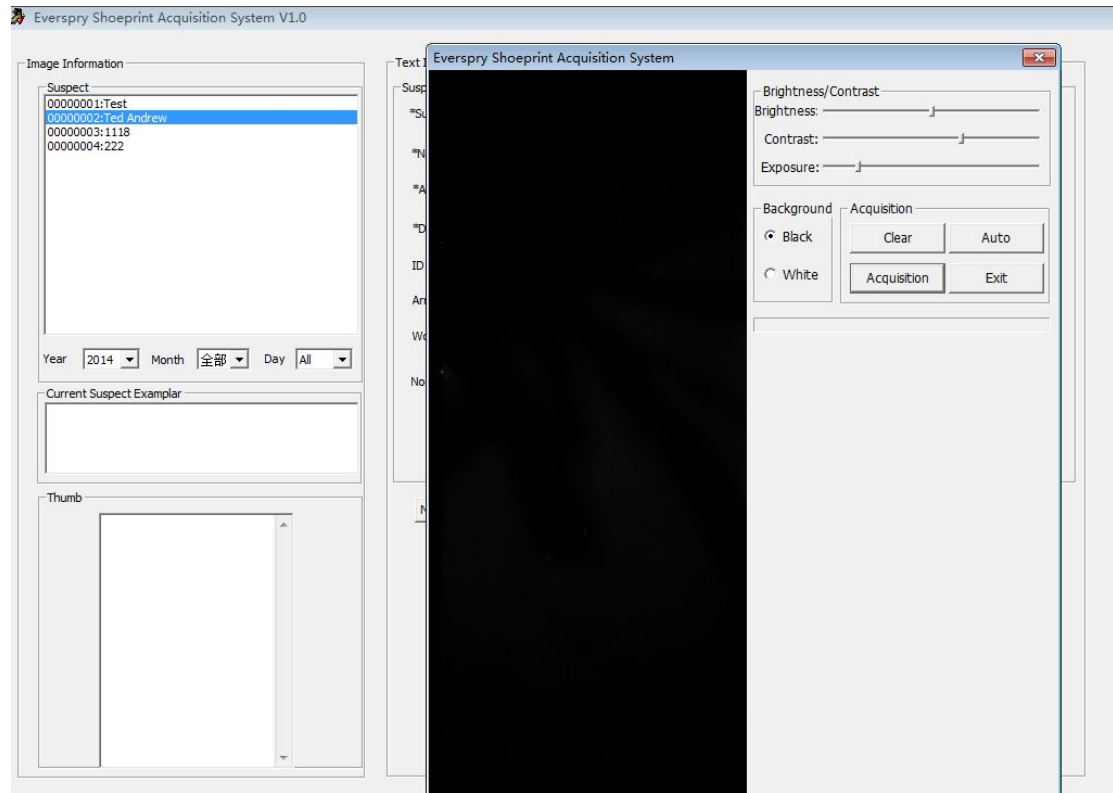 Everspry Shoeprint Acquisition System V1.0
Image Information
Suspect
00000001:Test
00000002:Ted Andrew
00000003:1118
00000004:222
Year 2014 Month 全部 Day All
Current Suspect Examplar
Thumb
Everspry Shoeprint Acquisition System
Brightness/Contrast
Brightness:
Contrast:
Exposure:
Background
Black
White
Acquisition
Clear Auto
Acquisition Exit
Text
ID